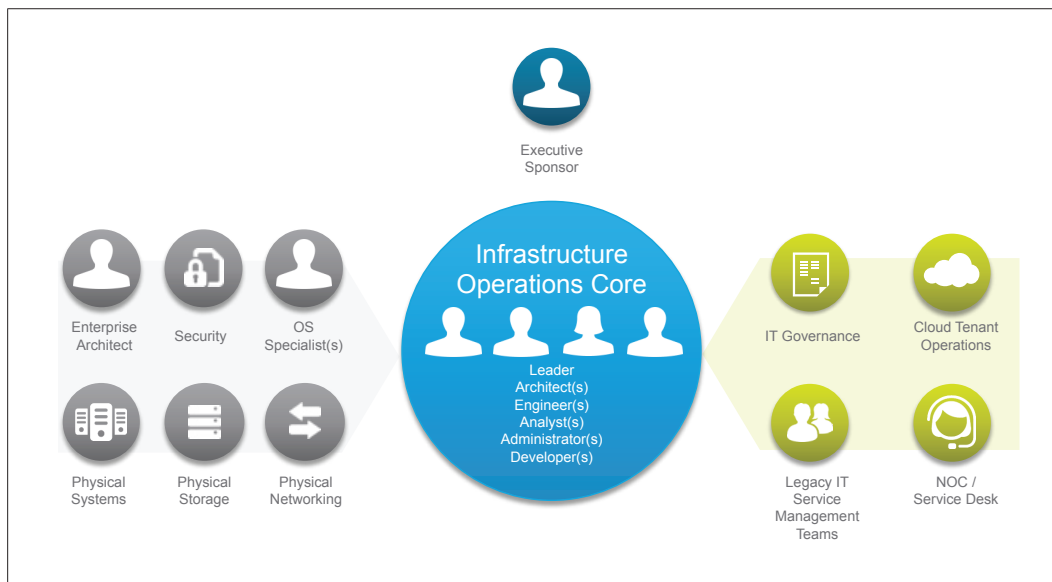 Executive
Sponsor
Infrastructure
Operations Core
Leader
Architect(s)
Engineer(s)
Analyst(s)
Administrator(s)
Developer(s)
Enterprise
Architect
Security
OS
Specialist(s)
Physical
Systems
Physical
Storage
Physical
Networking
IT Governance
Cloud Tenant
Operations
Legacy IT
Service
Management
Teams
NOC /
Service Desk